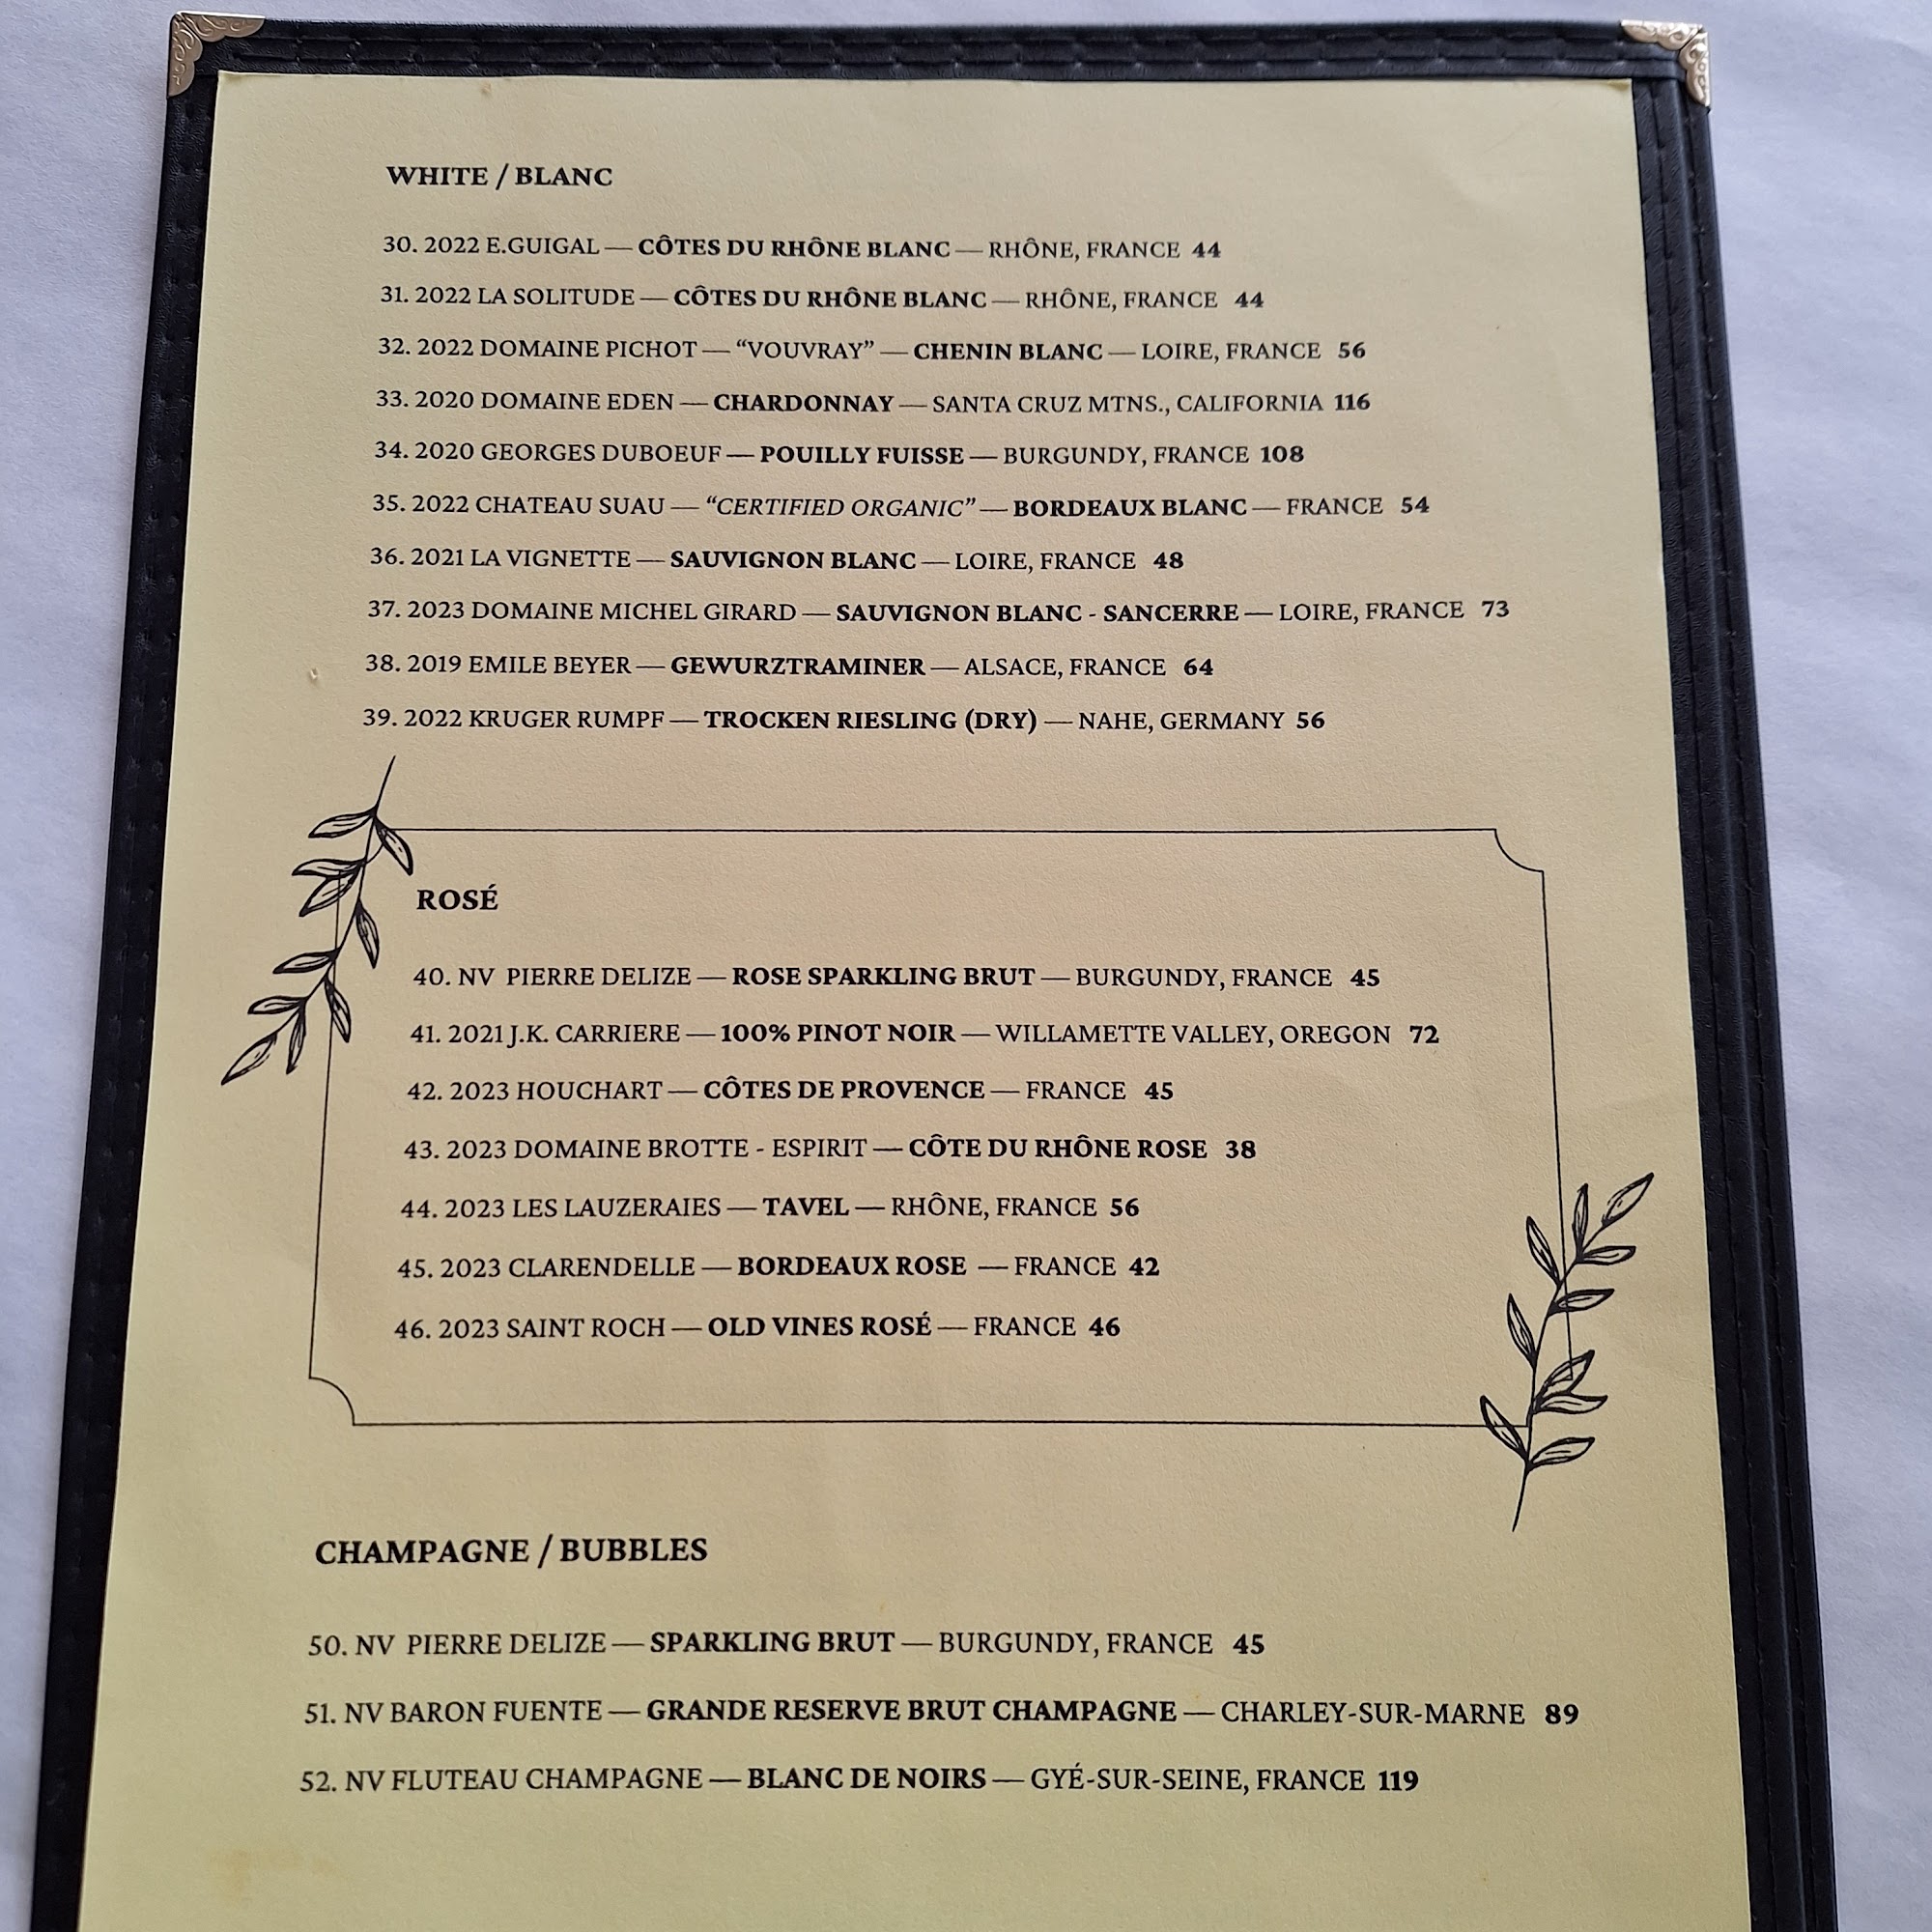 WHITE / BLANC
30. 2022 E.GUIGAL — CÔTES DU RHÔNE BLANC — RHÔNE, FRANCE 44
31. 2022 LA SOLITUDE — CÔTES DU RHÔNE BLANC — RHÔNE, FRANCE 44
32. 2022 DOMAINE PICHOT — “VOUVRAY” — CHENIN BLANC — LOIRE, FRANCE 56
33. 2020 DOMAINE EDEN — CHARDONNAY — SANTA CRUZ MTNS., CALIFORNIA 116
34. 2020 GEORGES DUBOEUF — POUILLY FUISSE — BURGUNDY, FRANCE 108
35. 2022 CHATEAU SUAU — “CERTIFIED ORGANIC” — BORDEAUX BLANC — FRANCE 54
36. 2021 LA VIGNETTE — SAUVIGNON BLANC — LOIRE, FRANCE 48
37. 2023 DOMAINE MICHEL GIRARD — SAUVIGNON BLANC - SANCERRE — LOIRE, FRANCE 73
38. 2019 EMILE BEYER — GEWURZTRAMINER — ALSACE, FRANCE 64
39. 2022 KRUGER RUMPF — TROCKEN RIESLING (DRY) — NAHE, GERMANY 56
ROSÉ
40. NV PIERRE DELIZE — ROSE SPARKLING BRUT — BURGUNDY, FRANCE 45
41. 2021 J.K. CARRIERE — 100% PINOT NOIR — WILLAMETTE VALLEY, OREGON 72
42. 2023 HOUCHART — CÔTES DE PROVENCE — FRANCE 45
43. 2023 DOMAINE BROTTE - ESPIRIT — CÔTE DU RHÔNE ROSE 38
44. 2023 LES LAUZERAIES — TAVEL — RHÔNE, FRANCE 56
45. 2023 CLARENDELLE — BORDEAUX ROSE — FRANCE 42
46. 2023 SAINT ROCH — OLD VINES ROSÉ — FRANCE 46
CHAMPAGNE / BUBBLES
50. NV PIERRE DELIZE — SPARKLING BRUT — BURGUNDY, FRANCE 45
51. NV BARON FUENTE — GRANDE RESERVE BRUT CHAMPAGNE — CHARLEY-SUR-MARNE 89
52. NV FLUTEAU CHAMPAGNE — BLANC DE NOIRS — GYÉ-SUR-SEINE, FRANCE 119